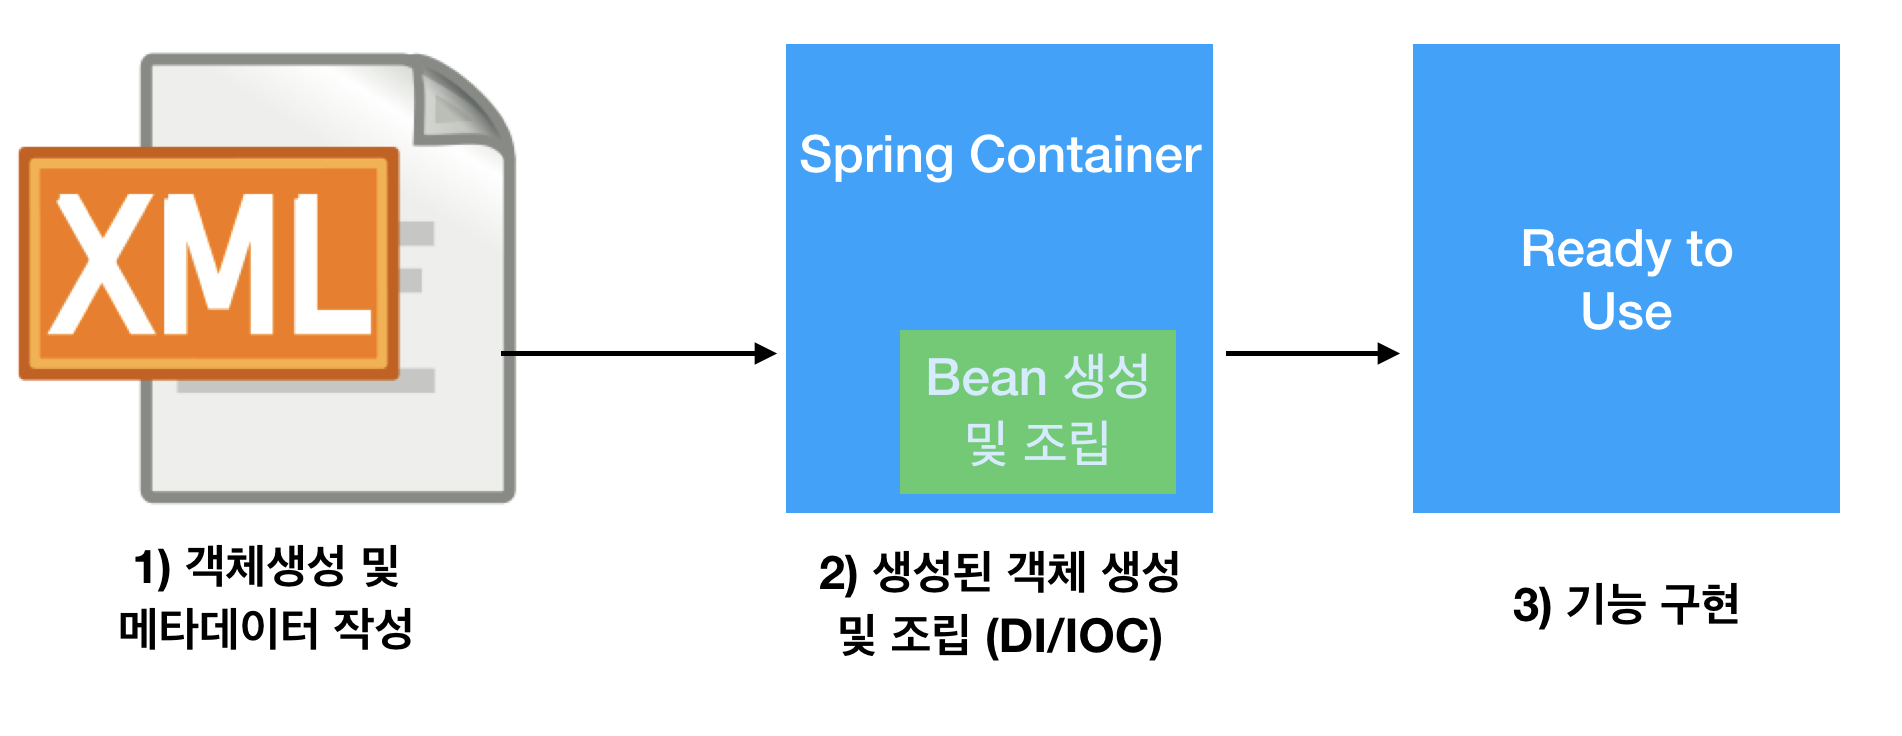 XML
1) 객체생성 및
메타데이터 작성
Spring Container
Bean 생성
및 조립
2) 생성된 객체 생성
및 조립 (DI/IOC)
Ready to
Use
3) 기능 구현